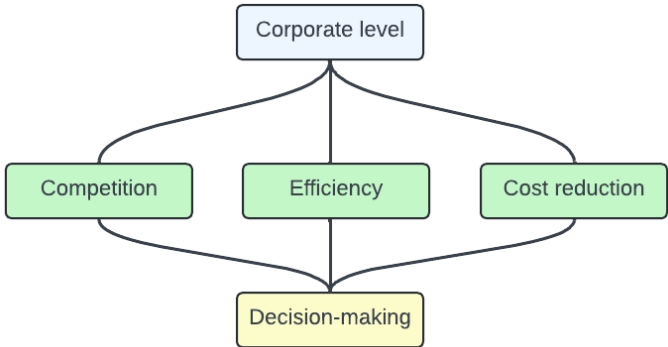 Corporate level
Competition
Efficiency
Cost reduction
Decision-making